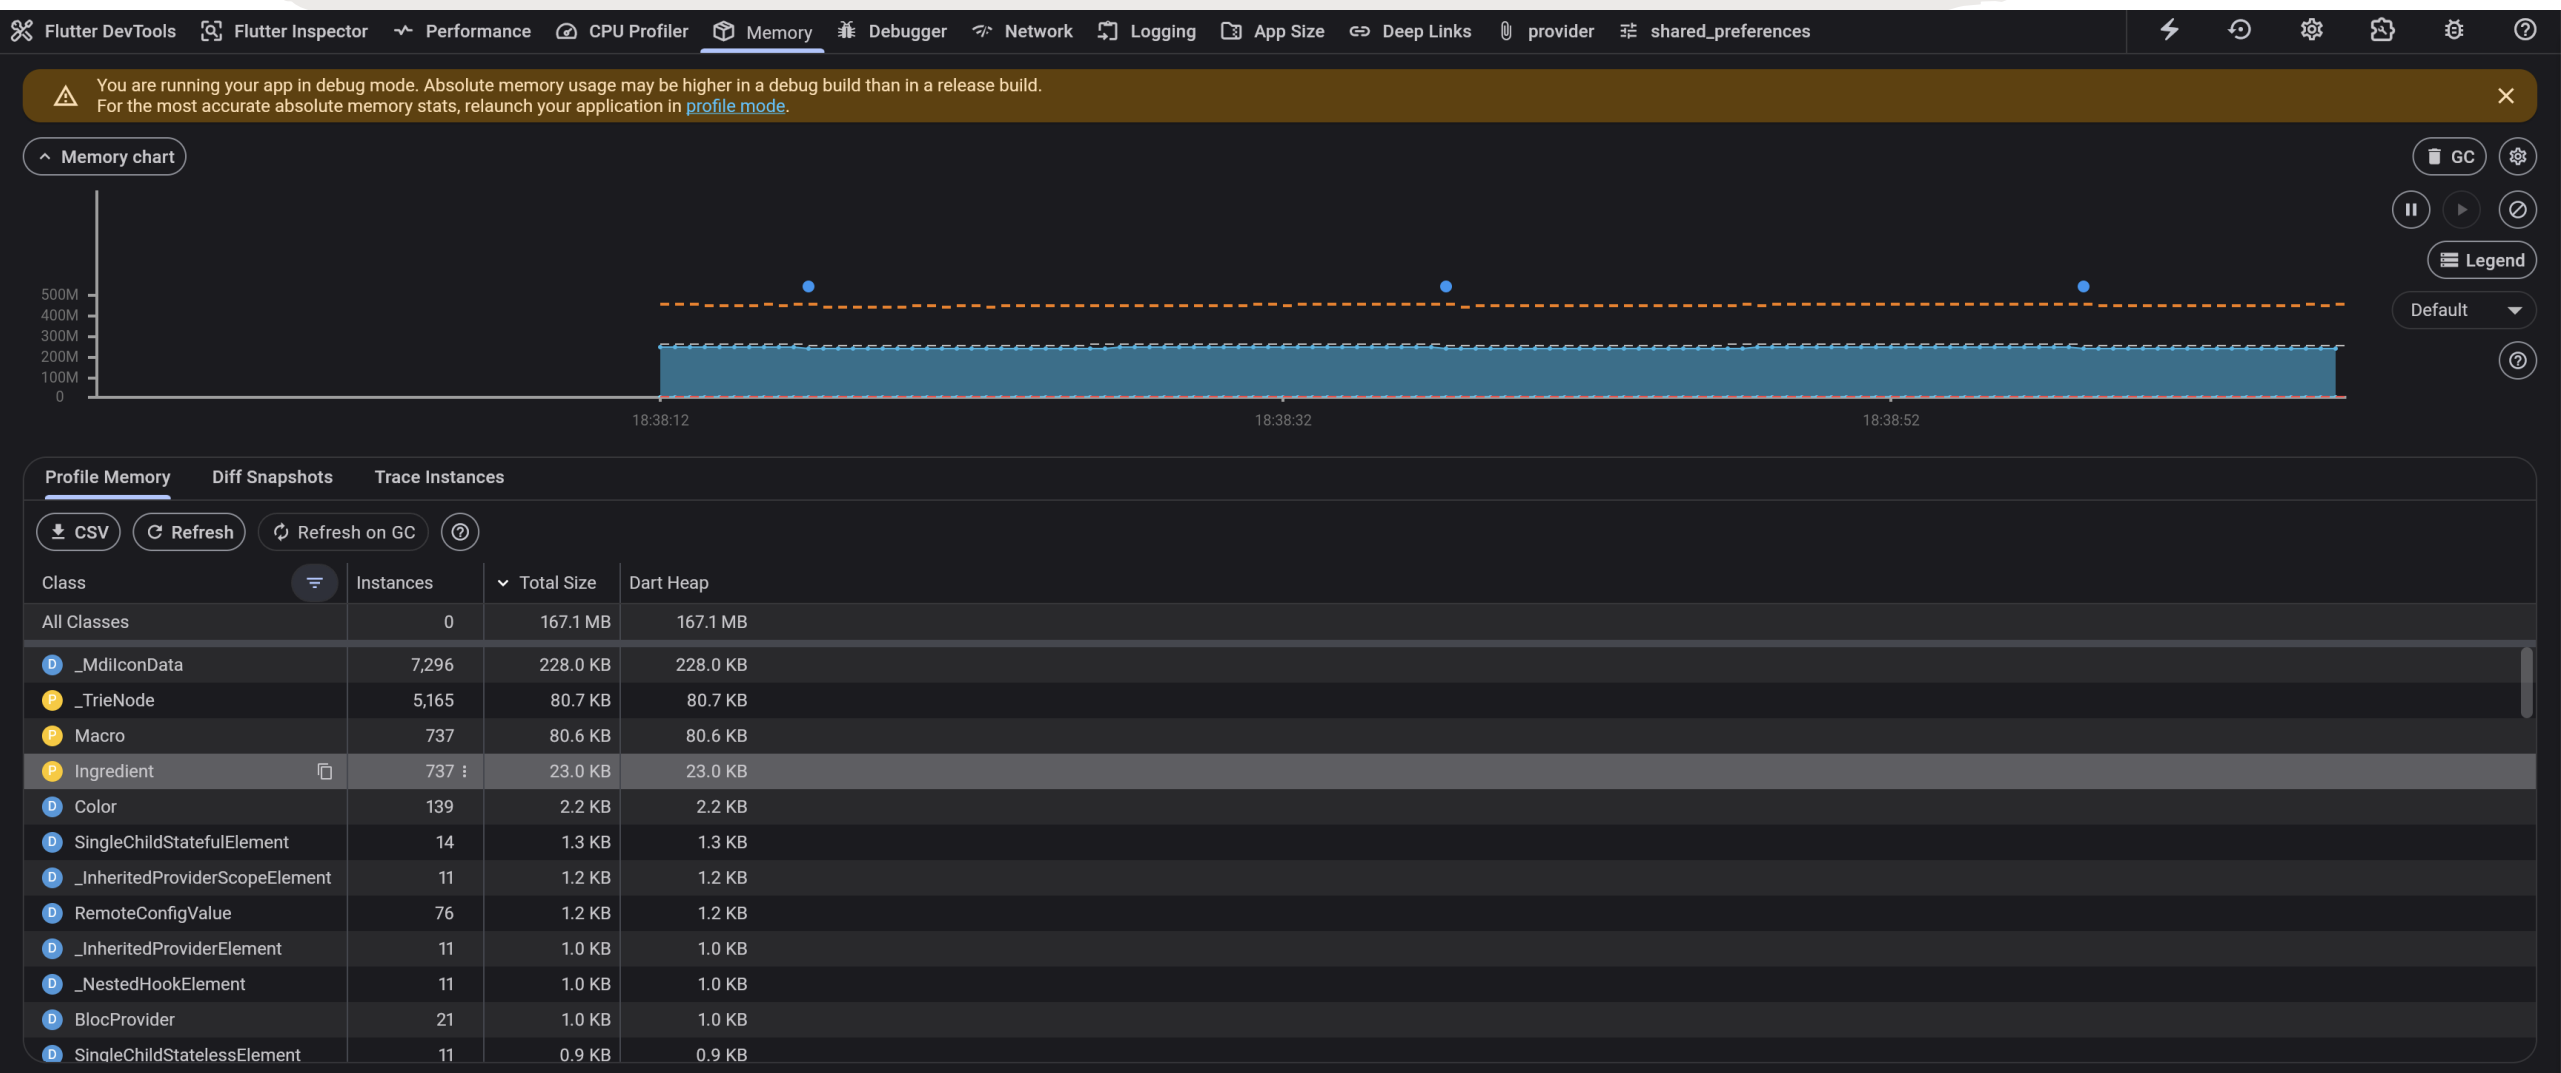 Flutter DevTools Flutter Inspector Performance CPU Profiler Memory Debugger Network Logging App Size Deep Links provider shared_preferences
You are running your app in debug mode. Absolute memory usage may be higher in a debug build than in a release build.
For the most accurate absolute memory stats, relaunch your application in profile mode.
Memory chart GC
Legend
Default
500M
400M
300M
200M
100M
0
18:38:12 18:38:32 18:38:52
Profile Memory Diff Snapshots Trace Instances
CSV Refresh Refresh on GC
Class Instances Total Size Dart Heap
All Classes 0 167.1 MB 167.1 MB
D _MdiIconData 7,296 228.0 KB 228.0 KB
P _TrieNode 5,165 80.7 KB 80.7 KB
P Macro 737 80.6 KB 80.6 KB
P Ingredient 737 23.0 KB 23.0 KB
D Color 139 2.2 KB 2.2 KB
D SingleChildStatefulElement 14 1.3 KB 1.3 KB
D _InheritedProviderScopeElement 11 1.2 KB 1.2 KB
D RemoteConfigValue 76 1.2 KB 1.2 KB
D _InheritedProviderElement 11 1.0 KB 1.0 KB
D _NestedHookElement 11 1.0 KB 1.0 KB
D BlocProvider 21 1.0 KB 1.0 KB
D SingleChildStatelessElement 11 0.9 KB 0.9 KB